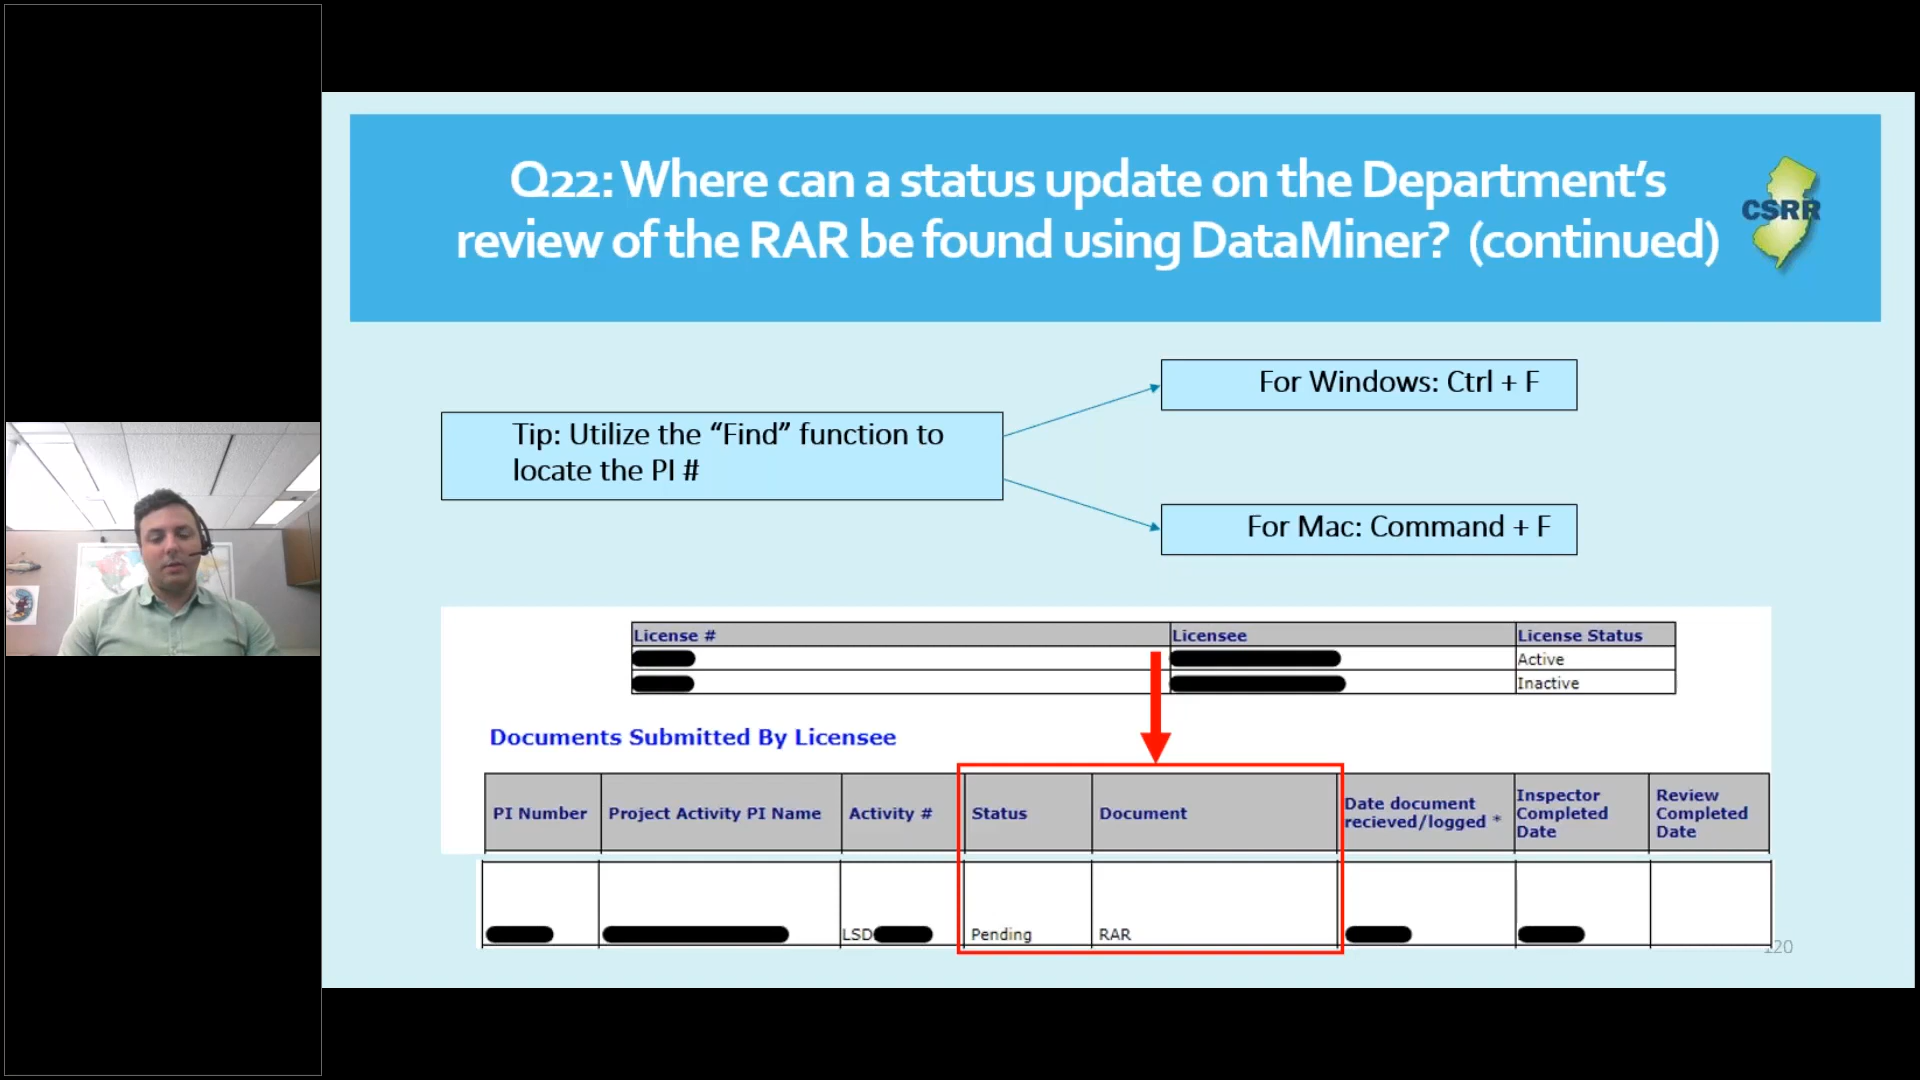 Q22: Where can a status update on the Department's
review of the RAR be found using DataMiner? (continued)
CSRR
For Windows: Ctrl + F
Tip: Utilize the “Find” function to
locate the PI #
For Mac: Command + F
License # Licensee License Status
Active
Inactive
Documents Submitted By Licensee
PI Number Project Activity PI Name Activity # Status Document Date document recieved/logged * Inspector Completed Date Review Completed Date
LSD Pending RAR
120